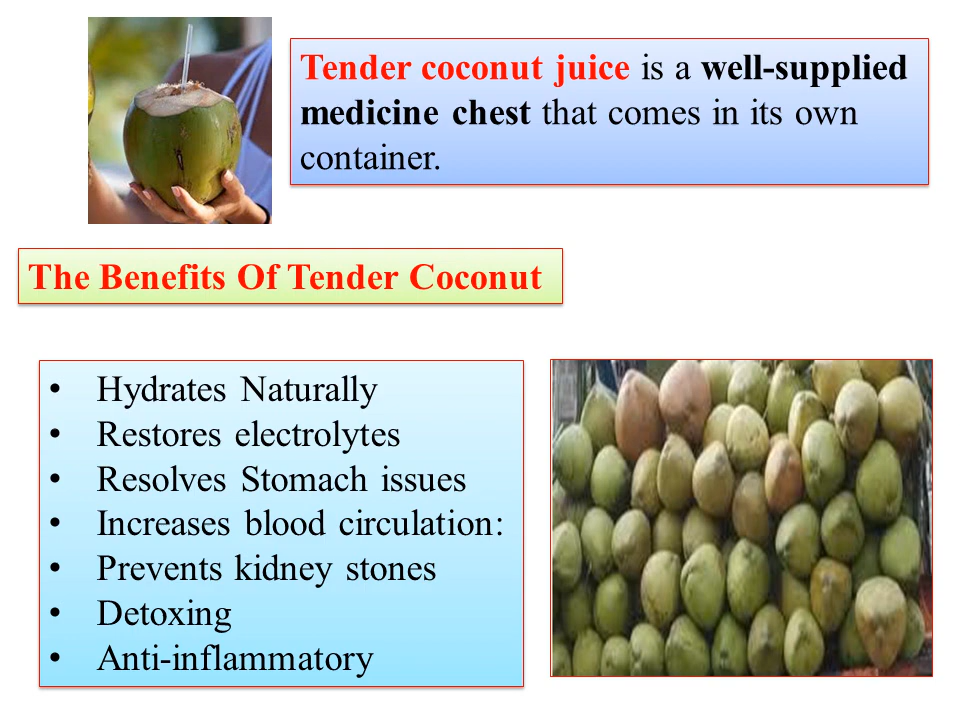 Tender coconut juice is a well-supplied
medicine chest that comes in its own
container.
The Benefits Of Tender Coconut
• Hydrates Naturally
• Restores electrolytes
• Resolves Stomach issues
• Increases blood circulation:
• Prevents kidney stones
• Detoxing
• Anti-inflammatory